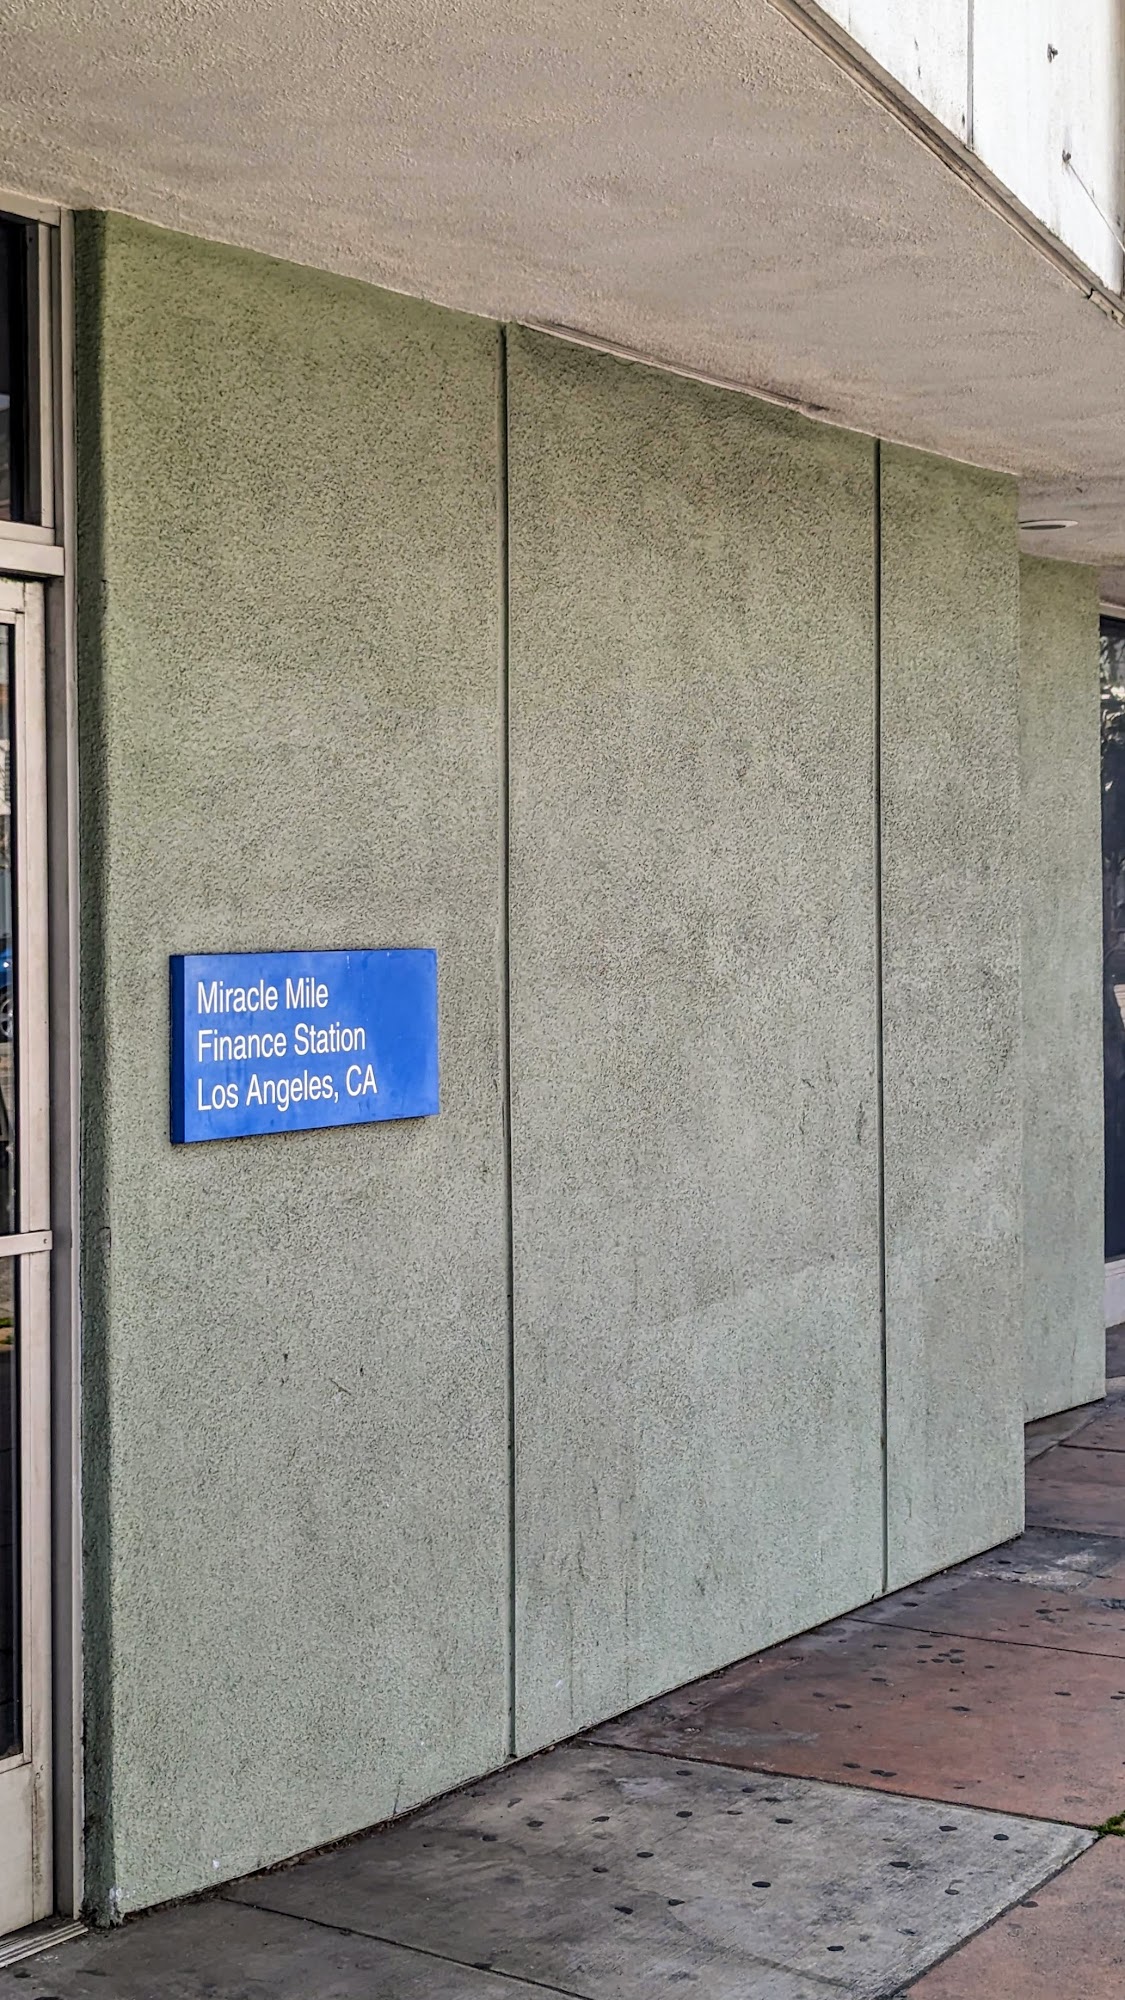 Miracle Mile
Finance Station
Los Angeles, CA